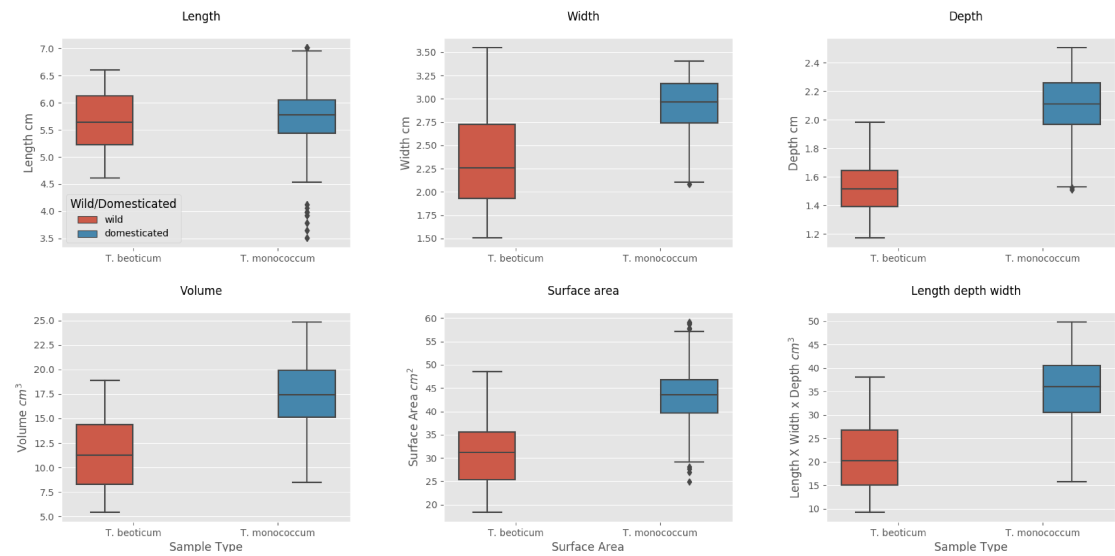 Length
Width
Depth
Length cm
7.0
6.5
6.0
5.5
5.0
4.5
4.0
3.5
Wild/Domesticated
wild
domesticated
T. beoticum
T. monococcum
Width cm
3.50
3.25
3.00
2.75
2.50
2.25
2.00
1.75
1.50
T. beoticum
T. monococcum
Depth cm
2.4
2.2
2.0
1.8
1.6
1.4
1.2
T. beoticum
T. monococcum
Volume
Surface area
Length depth width
Volume cm³
25.0
22.5
20.0
17.5
15.0
12.5
10.0
7.5
5.0
T. beoticum
T. monococcum
Sample Type
Surface Area cm²
60
55
50
45
40
35
30
25
20
T. beoticum
T. monococcum
Surface Area
Length X Width x Depth cm³
50
45
40
35
30
25
20
15
10
T. beoticum
T. monococcum
Sample Type